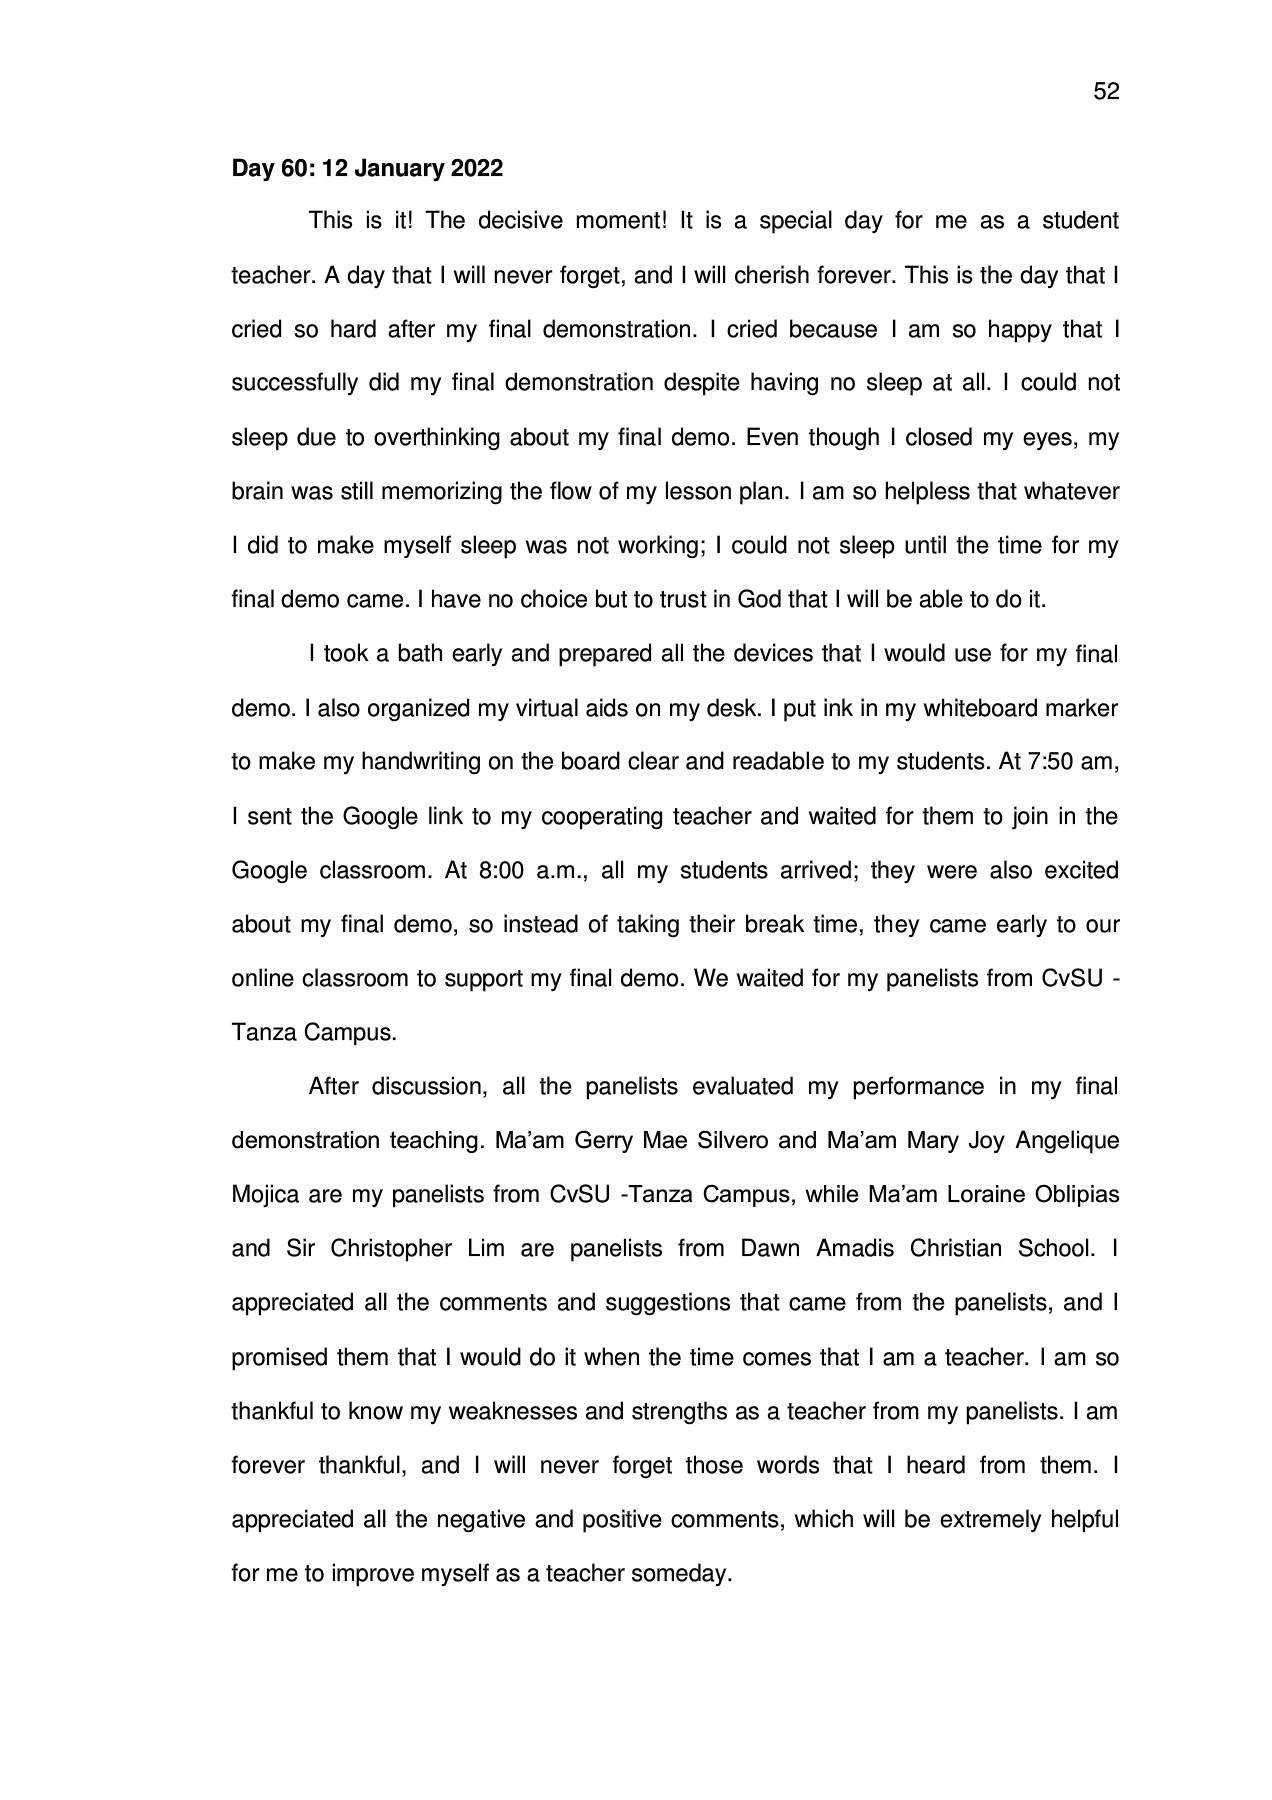 52
Day 60: 12 January 2022
This is it! The decisive moment! It is a special day for me as a student
teacher. A day that I will never forget, and I will cherish forever. This is the day that I
cried so hard after my final demonstration. I cried because I am so happy that I
successfully did my final demonstration despite having no sleep at all. I could not
sleep due to overthinking about my final demo. Even though I closed my eyes, my
brain was still memorizing the flow of my lesson plan. I am so helpless that whatever
I did to make myself sleep was not working; I could not sleep until the time for my
final demo came. I have no choice but to trust in God that I will be able to do it.
I took a bath early and prepared all the devices that I would use for my final
demo. I also organized my virtual aids on my desk. I put ink in my whiteboard marker
to make my handwriting on the board clear and readable to my students. At 7:50 am,
I sent the Google link to my cooperating teacher and waited for them to join in the
Google classroom. At 8:00 a.m., all my students arrived; they were also excited
about my final demo, so instead of taking their break time, they came early to our
online classroom to support my final demo. We waited for my panelists from CvSU -
Tanza Campus.
After discussion, all the panelists evaluated my performance in my final
demonstration teaching. Ma’am Gerry Mae Silvero and Ma’am Mary Joy Angelique
Mojica are my panelists from CvSU -Tanza Campus, while Ma’am Loraine Oblipias
and Sir Christopher Lim are panelists from Dawn Amadis Christian School. I
appreciated all the comments and suggestions that came from the panelists, and I
promised them that I would do it when the time comes that I am a teacher. I am so
thankful to know my weaknesses and strengths as a teacher from my panelists. I am
forever thankful, and I will never forget those words that I heard from them. I
appreciated all the negative and positive comments, which will be extremely helpful
for me to improve myself as a teacher someday.